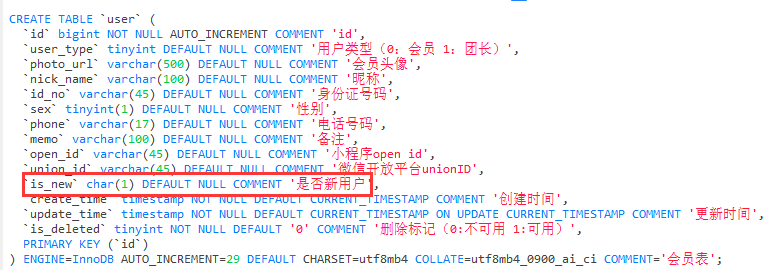 CREATE TABLE `user` (
`id` bigint NOT NULL AUTO_INCREMENT COMMENT 'id',
`user_type` tinyint DEFAULT NULL COMMENT '用户类型（0：会员 1：团长）',
`photo_url` varchar(500) DEFAULT NULL COMMENT '会员头像',
`nick_name` varchar(100) DEFAULT NULL COMMENT '昵称',
`id_no` varchar(45) DEFAULT NULL COMMENT '身份证号码',
`sex` tinyint(1) DEFAULT NULL COMMENT '性别',
`phone` varchar(17) DEFAULT NULL COMMENT '电话号码',
`memo` varchar(100) DEFAULT NULL COMMENT '备注',
`open_id` varchar(45) DEFAULT NULL COMMENT '小程序open id',
`union_id` varchar(45) DEFAULT NULL COMMENT '微信开放平台unionID',
`is_new` char(1) DEFAULT NULL COMMENT '是否新用户',
`create_time` timestamp NOT NULL DEFAULT CURRENT_TIMESTAMP COMMENT '创建时间',
`update_time` timestamp NOT NULL DEFAULT CURRENT_TIMESTAMP ON UPDATE CURRENT_TIMESTAMP COMMENT '更新时间',
`is_deleted` tinyint NOT NULL DEFAULT '0' COMMENT '删除标记（0:不可用 1:可用）',
PRIMARY KEY (`id`)
) ENGINE=InnoDB AUTO_INCREMENT=29 DEFAULT CHARSET=utf8mb4 COLLATE=utf8mb4_0900_ai_ci COMMENT='会员表';